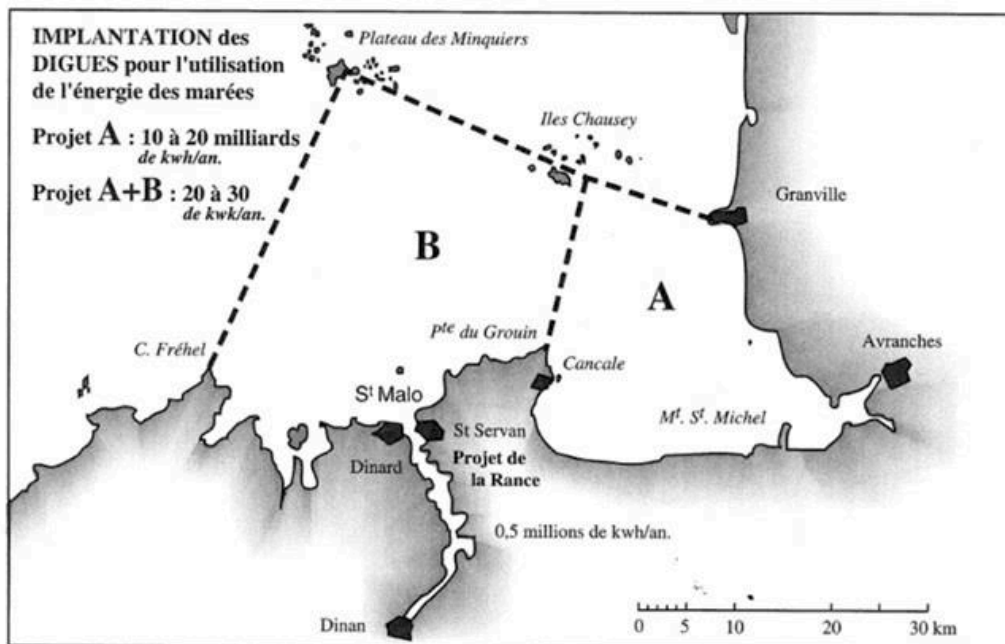 IMPLANTATION des
DIGUES pour l'utilisation
de l'énergie des marées
Projet A : 10 à 20 milliards
de kwh/an.
Projet A+B : 20 à 30
de kwk/an.
Plateau des Minquiers
Iles Chausey
Granville
B
A
Pte du Grouin
C. Fréhel
Cancale
Avranches
St Malo
Mt. St. Michel
St Servan
Dinard
Projet de
la Rance
0,5 millions de kwh/an.
Dinan
0 5 10 20 30 km